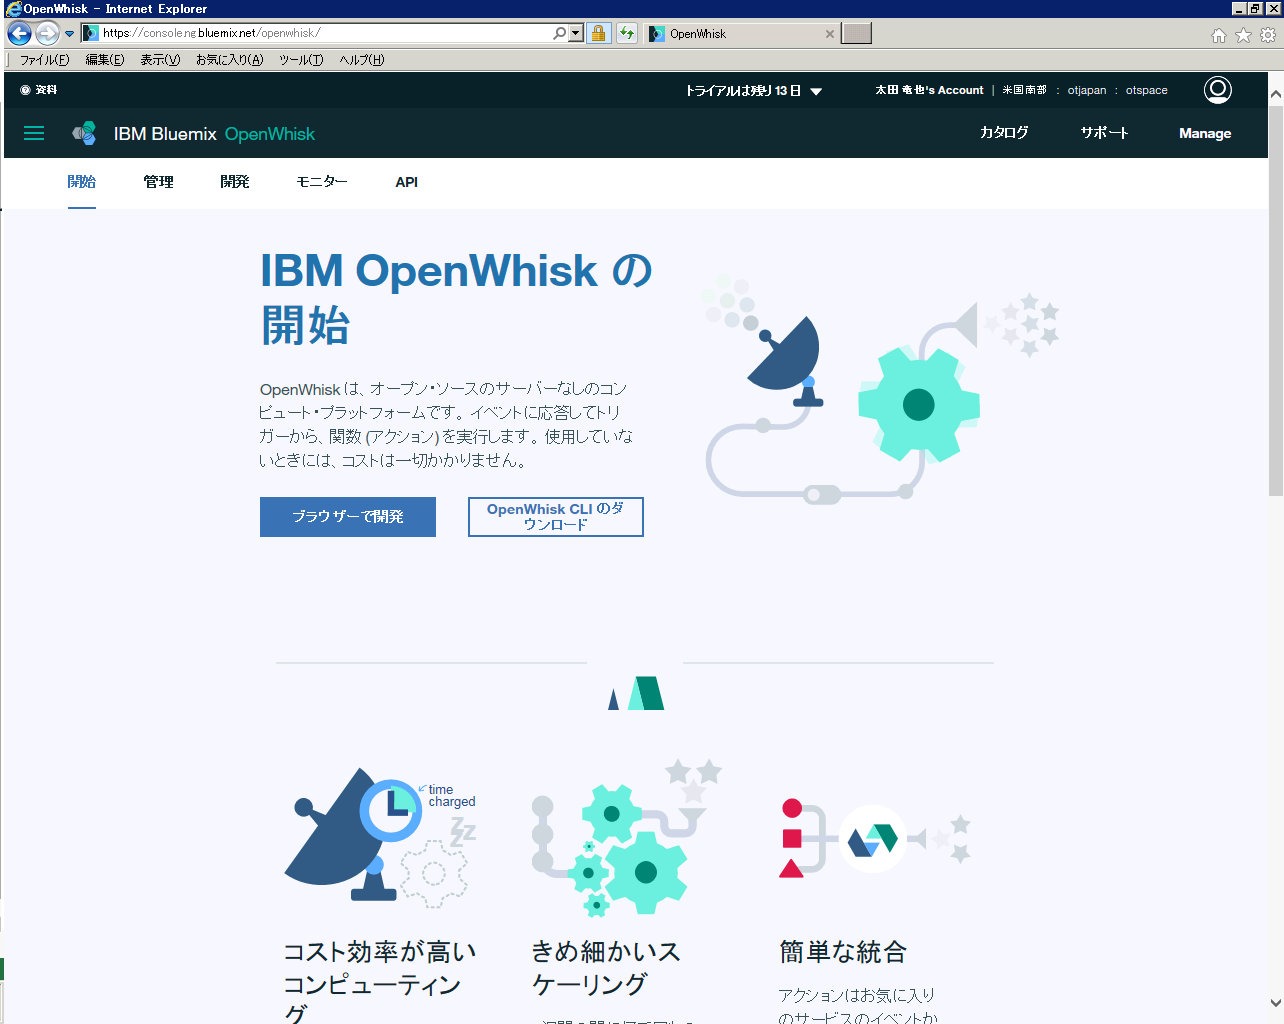 OpenWhisk - Internet Explorer
https://console.ng.bluemix.net/openwhisk/
OpenWhisk
ファイル(F) 編集(E) 表示(V) お気に入り(A) ツール(T) ヘルプ(H)
資料 トライアルは残り 13 日 太田 竜也's Account | 米国南部 : otjapan : otspace
IBM Bluemix OpenWhisk カタログ サポート Manage
開始 管理 開発 モニター API
IBM OpenWhisk の
開始
OpenWhisk は、オープン・ソースのサーバーなしのコン
ピュート・プラットフォームです。イベントに応答してトリ
ガーから、関数 (アクション) を実行します。使用していな
いときには、コストは一切かかりません。
ブラウザーで開発
OpenWhisk CLI のダ
ウンロード
time
charged
zzz
コスト効率が高い
コンピューティン
グ
きめ細かいス
ケーリング
簡単な統合
アクションはお気に入り
のサービスのイベントか